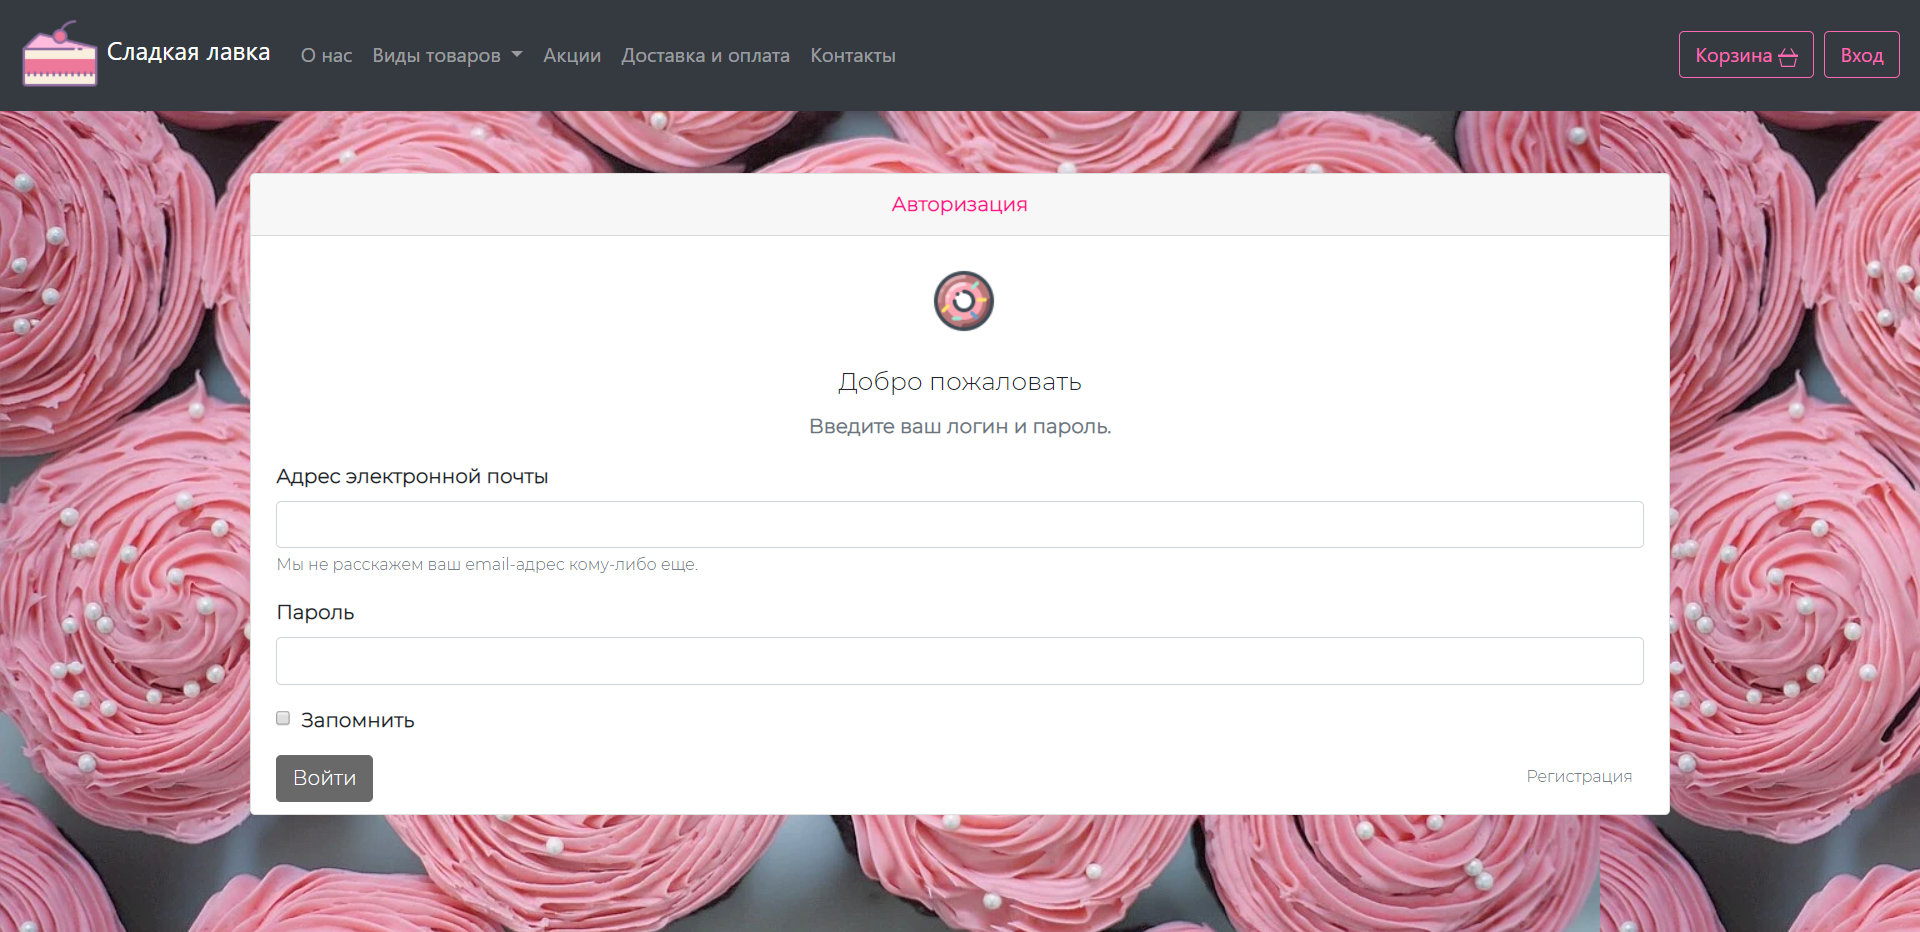 Сладкая лавка О нас Виды товаров Акции Доставка и оплата Контакты Корзина Вход
Авторизация
Добро пожаловать
Введите ваш логин и пароль.
Адрес электронной почты
Мы не расскажем ваш email-адрес кому-либо еще.
Пароль
Запомнить
Войти Регистрация